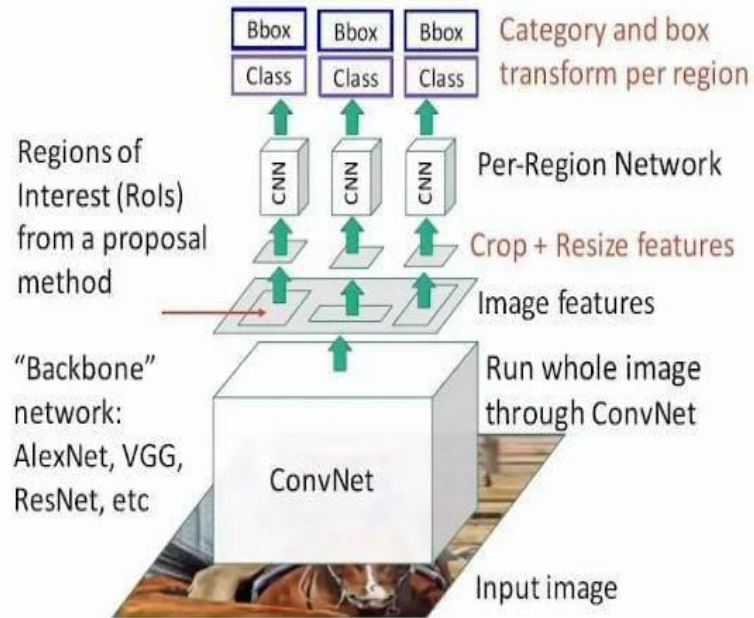 Bbox
Bbox
Bbox
Class
Class
Class
Category and box
transform per region
Regions of
Interest (RoIs)
from a proposal
method
CNN
CNN
CNN
Per-Region Network
Crop + Resize features
Image features
“Backbone”
network:
AlexNet, VGG,
ResNet, etc
Run whole image
through ConvNet
ConvNet
Input image